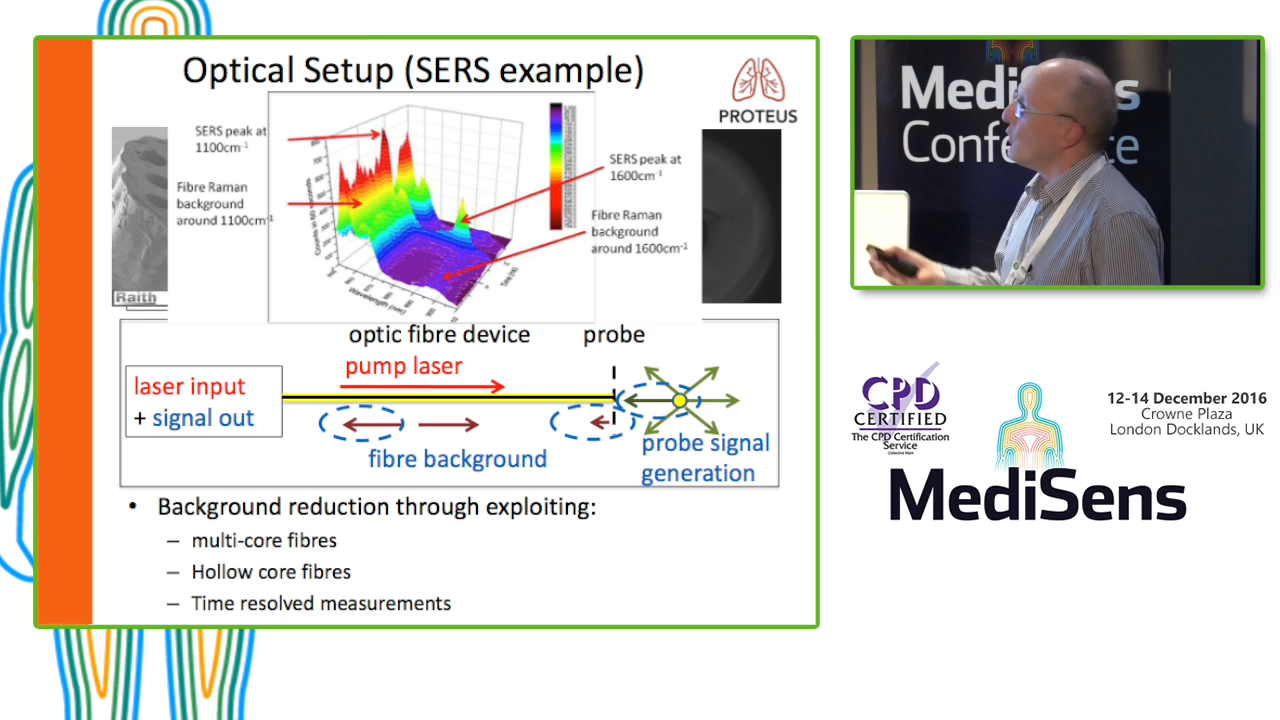 Optical Setup (SERS example)
PROTEUS
SERS peak at
1100cm-1
Fibre Raman
background
around 1100cm-1
SERS peak at
1600cm-1
Fibre Raman
background
around 1600cm-1
Wavelength (nm)
Raith
optic fibre device
probe
pump laser
laser input
+ signal out
fibre background
probe signal
generation
• Background reduction through exploiting:
– multi-core fibres
– Hollow core fibres
– Time resolved measurements
CPD
CERTIFIED
The CPD Certification
Service
12-14 December 2016
Crowne Plaza
London Docklands, UK
MediSens